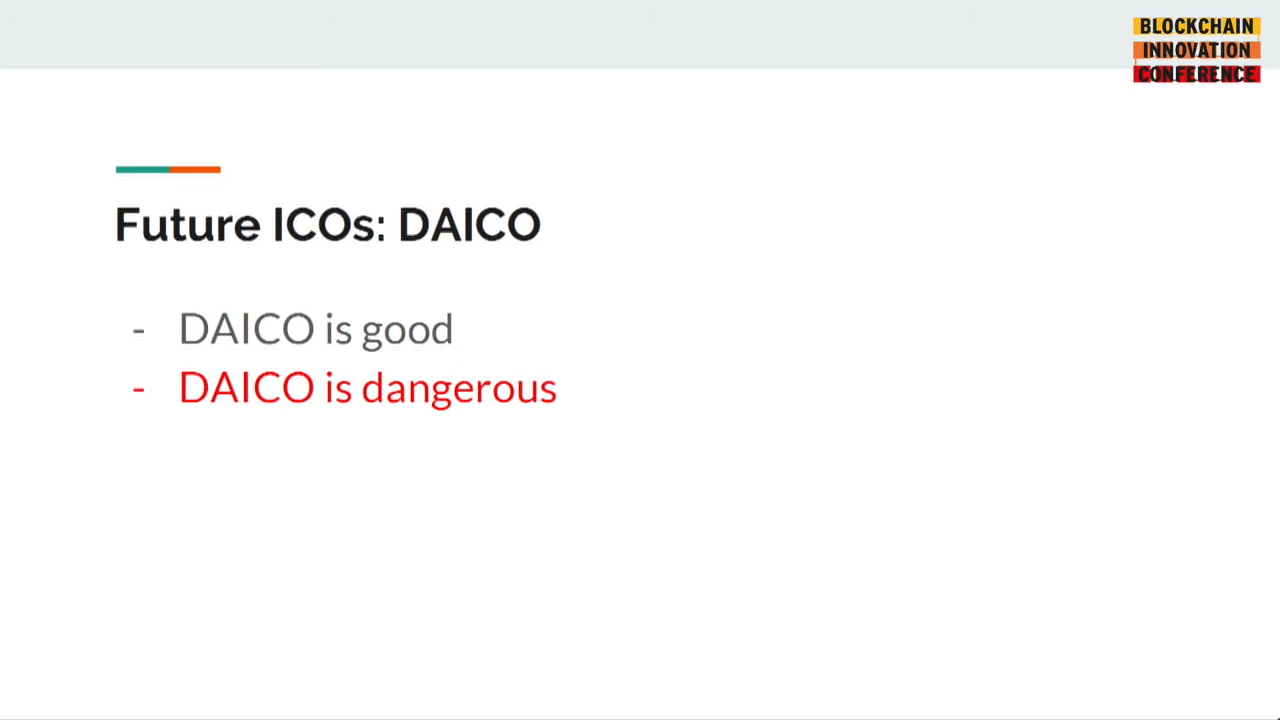 BLOCKCHAIN
INNOVATION
CONFERENCE
Future ICOs: DAICO
- DAICO is good
- DAICO is dangerous